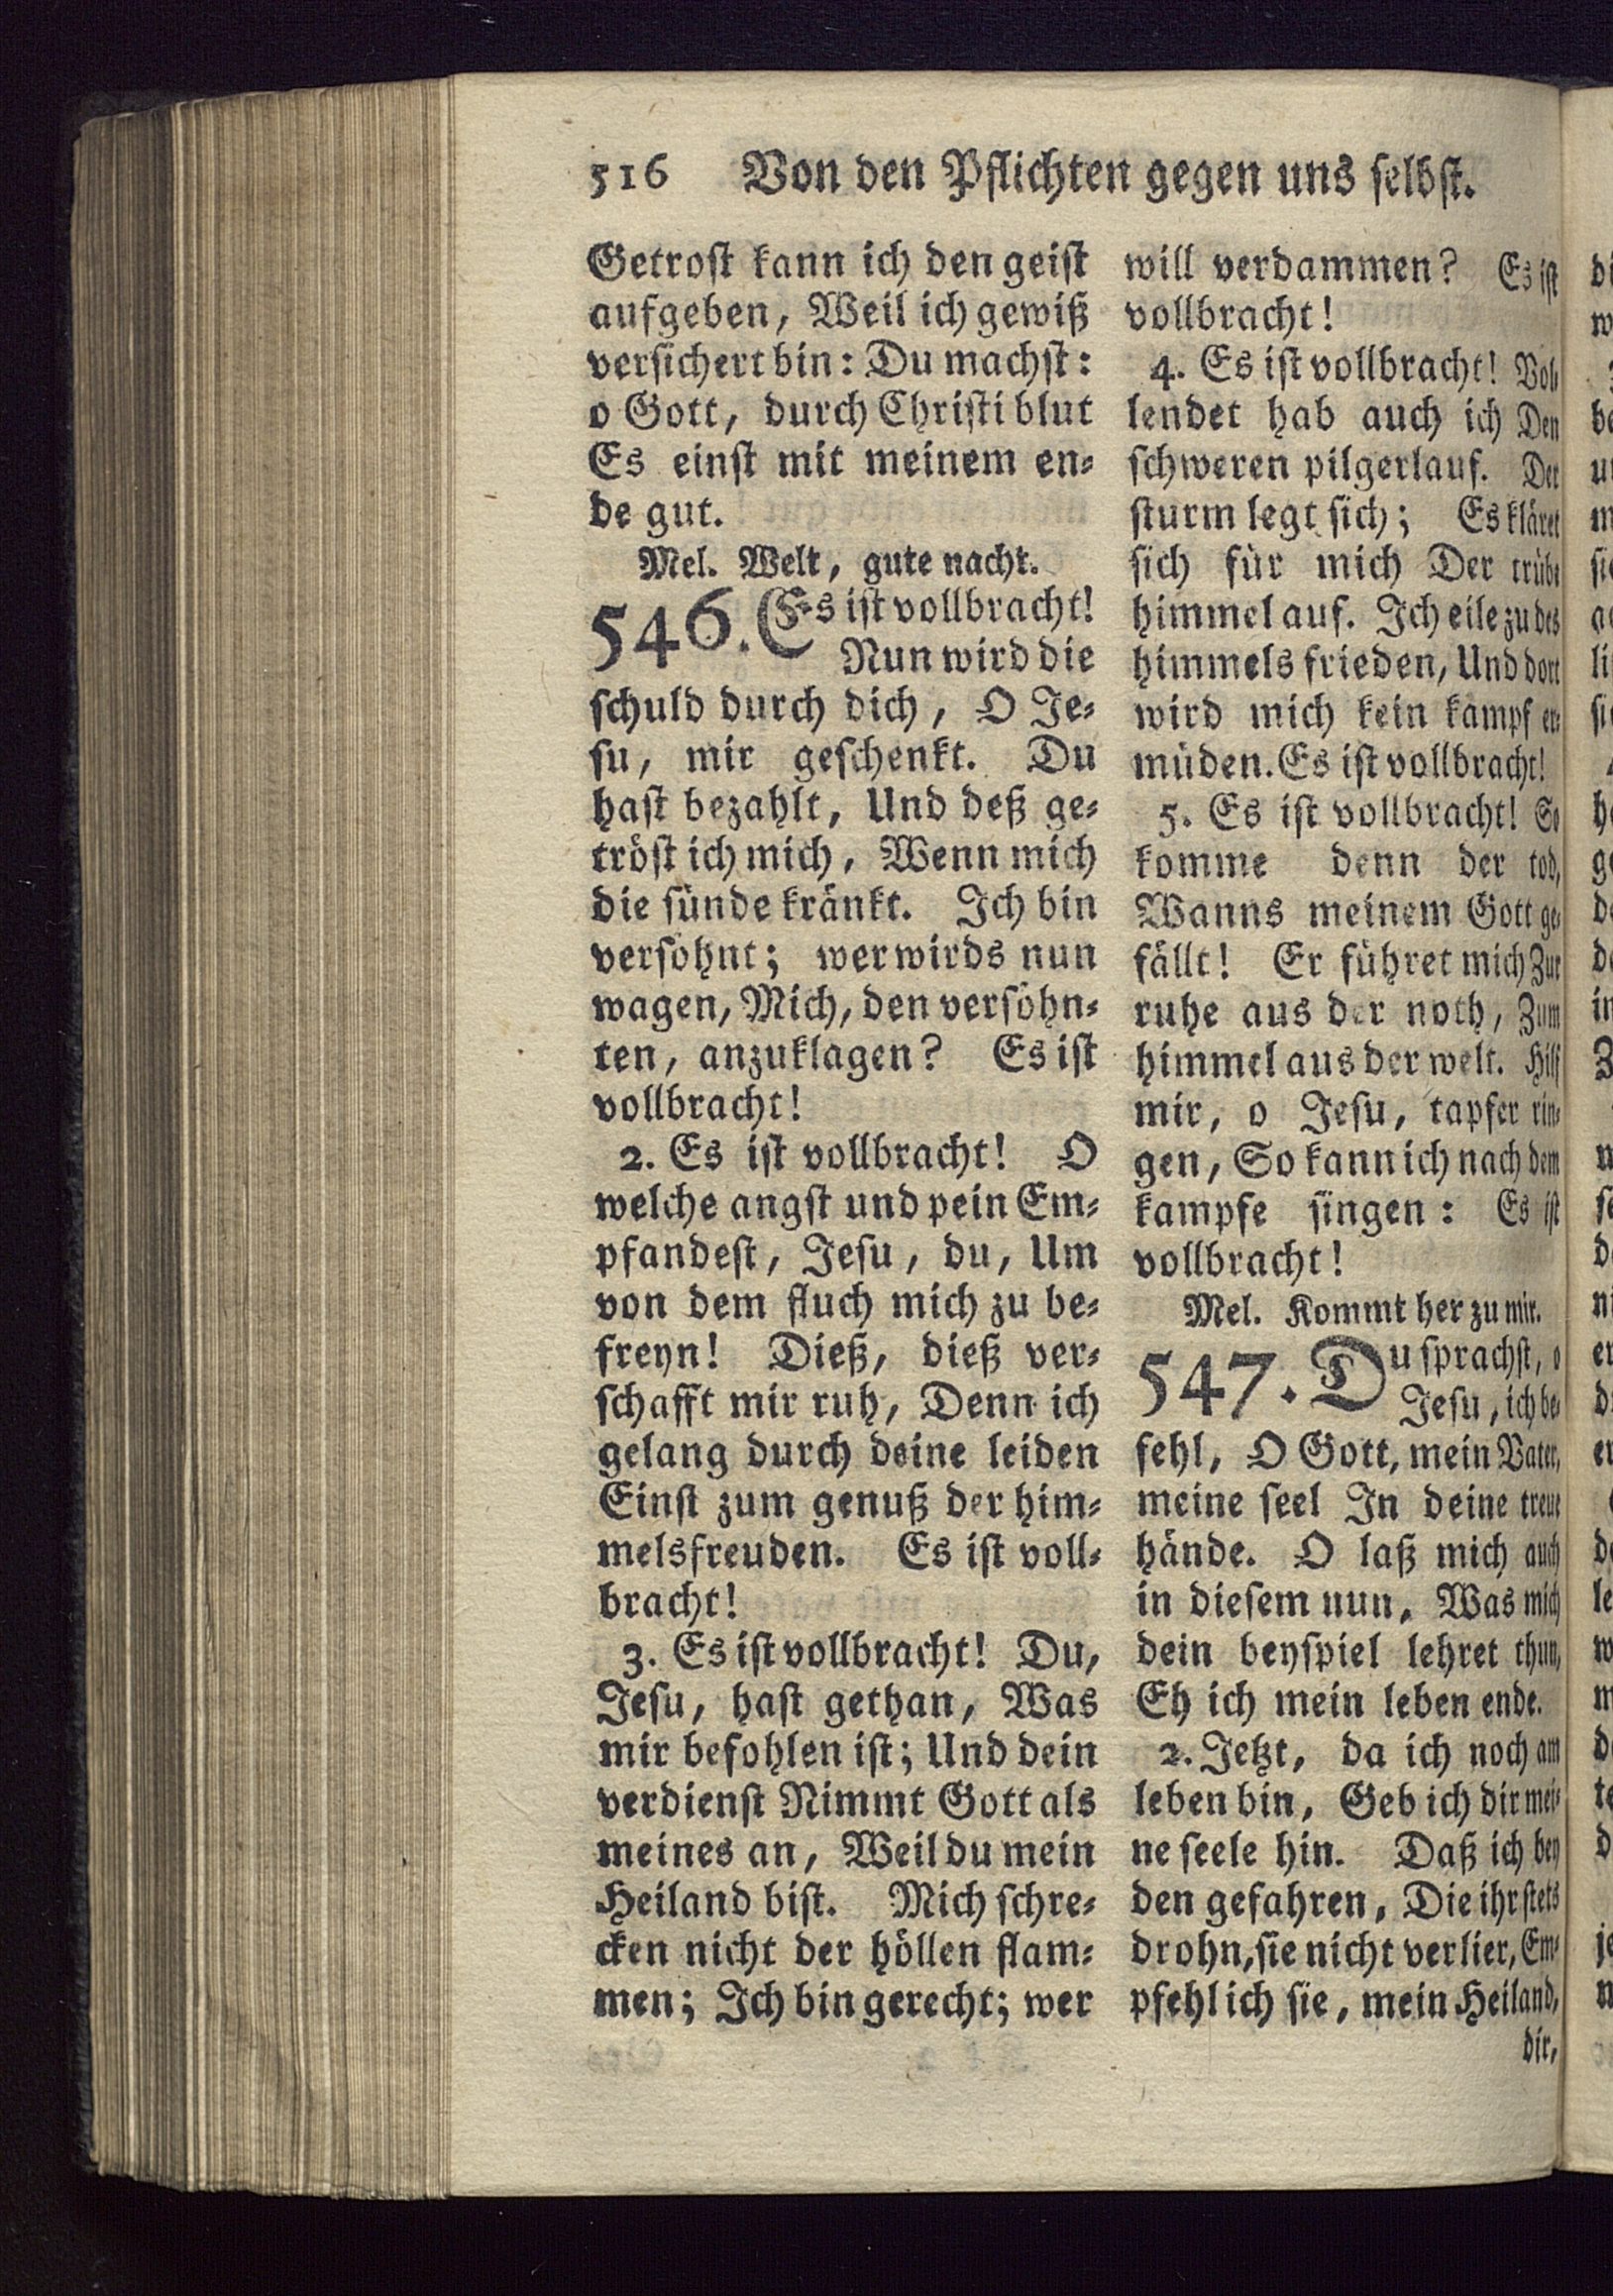 516 Von den Pflichten gegen uns selbst.
Getrost kann ich den geist
aufgeben, Weil ich gewiß
versichert bin: Du machst:
o Gott, durch Christi blut
Es einst mit meinem en-
de gut.
Mel. Welt, gute nacht.
546. Es ist vollbracht!
Nun wird die
schuld durch dich, O Je-
su, mir geschenkt. Du
hast bezahlt, Und deß ge-
tröst ich mich, Wenn mich
die sünde kränkt. Ich bin
versöhnt; wer wirds nun
wagen, Mich, den versöhn-
ten, anzuklagen? Es ist
vollbracht!
2. Es ist vollbracht! O
welche angst und pein Em-
pfandest, Jesu, du, Um
von dem fluch mich zu be-
freyn! Dieß, dieß ver-
schafft mir ruh, Denn ich
gelang durch deine leiden
Einst zum genuß der him-
melsfreuden. Es ist voll-
bracht!
3. Es ist vollbracht! Du,
Jesu, hast gethan, Was
mir befohlen ist; Und dein
verdienst Nimmt Gott als
meines an, Weil du mein
Heiland bist. Mich schre-
cken nicht der höllen flam-
men; Ich bin gerecht; wer
will verdammen? Es ist
vollbracht!
4. Es ist vollbracht! Vol-
lendet hab auch ich Den
schweren pilgerlauf. Der
sturm legt sich; Es kläret
sich für mich Der trübe
himmel auf. Ich eile zu des
himmels frieden, Und dort
wird mich kein kampf er-
müden. Es ist vollbracht!
5. Es ist vollbracht! So
komme denn der tod,
Wanns meinem Gott ge-
fällt! Er führet mich Zur
ruhe aus der noth, Zum
himmel aus der welt. Hilf
mir, o Jesu, tapfer rin-
gen, So kann ich nach dem
kampfe singen: Es ist
vollbracht!
Mel. Kommt her zu mir.
547. Du sprachst, o
Jesu, ich be-
fehl, O Gott, mein Vater,
meine seel In deine treue
hände. O laß mich auch
in diesem nun, Was mich
dein beyspiel lehret thun,
Eh ich mein leben ende.
2. Jetzt, da ich noch am
leben bin, Geb ich dir mei-
ne seele hin. Daß ich bey
den gefahren, Die ihr stets
drohn, sie nicht verlier, Em-
pfehl ich sie, mein Heiland,
dir,